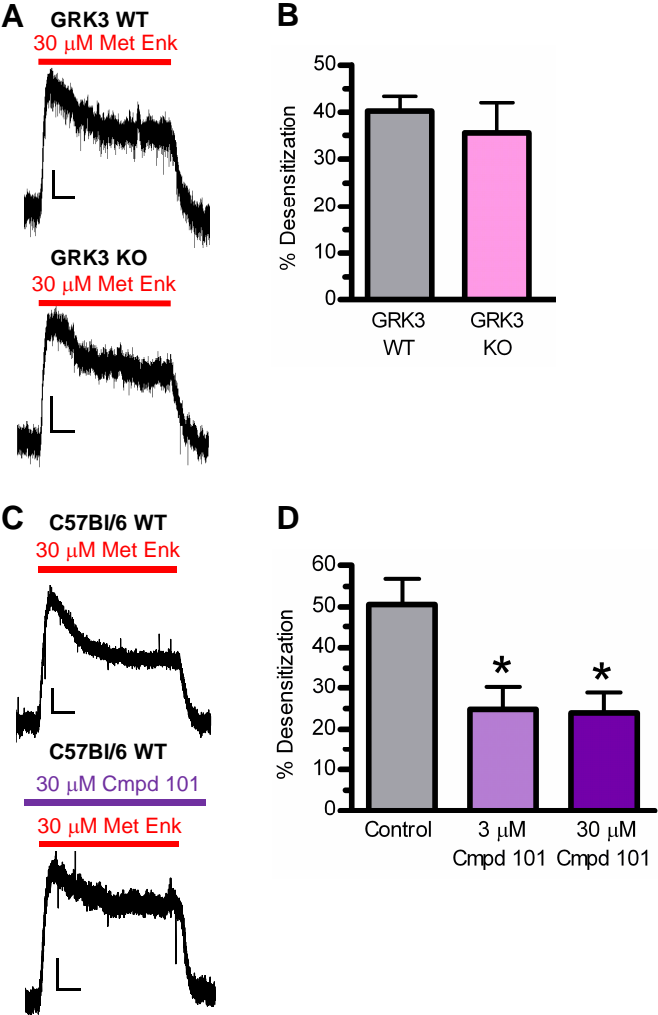 A
GRK3 WT
30 μM Met Enk
GRK3 KO
30 μM Met Enk
B
% Desensitization
50
40
30
20
10
0
GRK3
WT
GRK3
KO
C
C57Bl/6 WT
30 μM Met Enk
C57Bl/6 WT
30 μM Cmpd 101
30 μM Met Enk
D
% Desensitization
60
50
40
30
20
10
0
*
*
Control
3 μM
Cmpd 101
30 μM
Cmpd 101